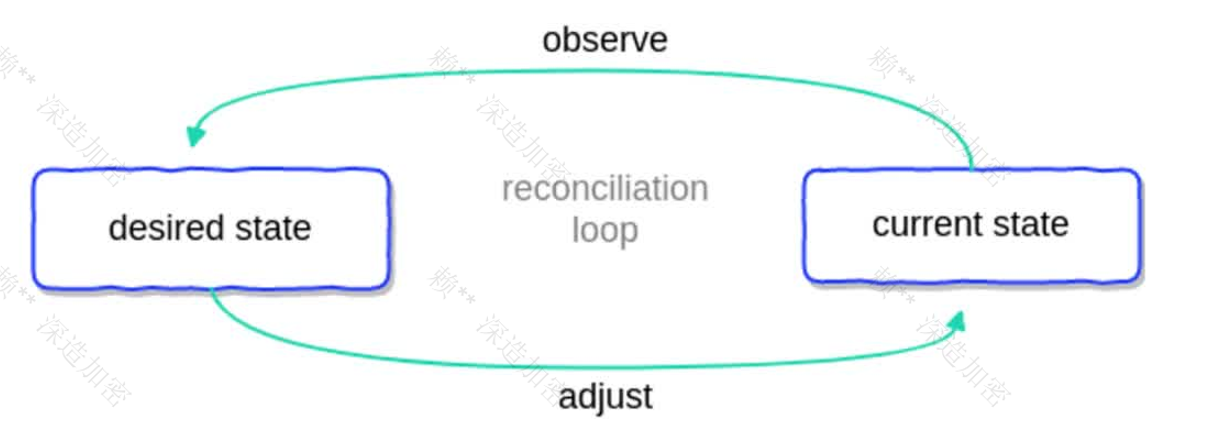 observe
reconciliation
loop
desired state
current state
adjust
赖**
深造加密
赖**
深造加密
赖**
深造加密
赖**
深造加密
赖**
深造加密
赖**
深造加密